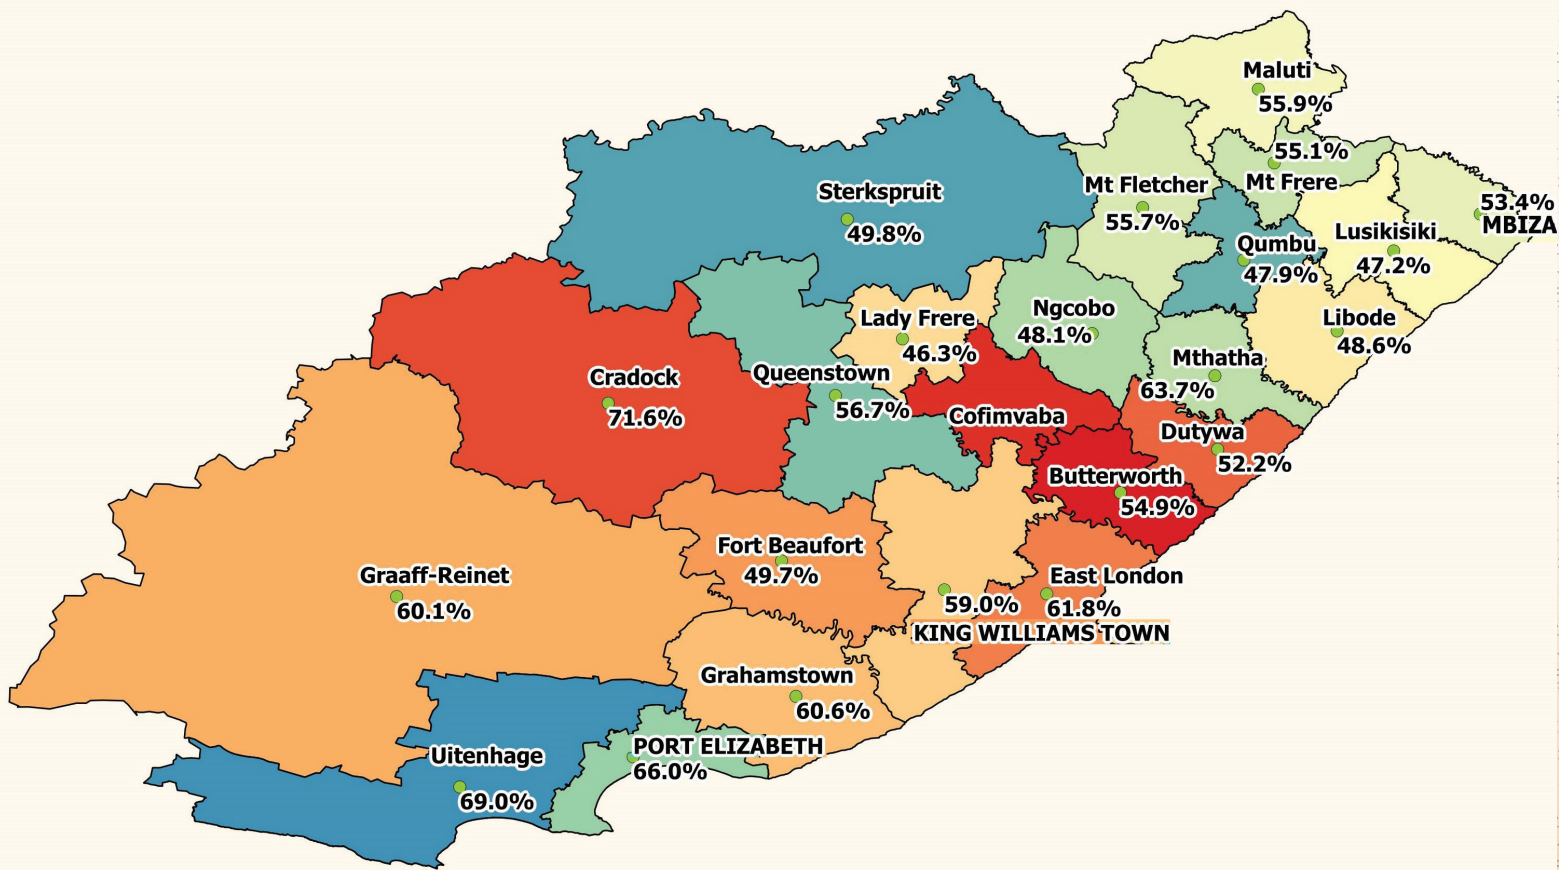 Maluti
55.9%
55.1%
Mt Frere
Mt Fletcher
55.7%
Sterkspruit
49.8%
53.4%
MBIZA
Qumbu
47.9%
Lusikisiki
47.2%
Lady Frere
46.3%
Ngcobo
48.1%
Libode
48.6%
Mthatha
63.7%
Cradock
71.6%
Queenstown
56.7%
Cofimvaba
Dutywa
52.2%
Butterworth
54.9%
Fort Beaufort
49.7%
Graaff-Reinet
60.1%
59.0%
KING WILLIAMS TOWN
East London
61.8%
Grahamstown
60.6%
Uitenhage
69.0%
PORT ELIZABETH
66.0%